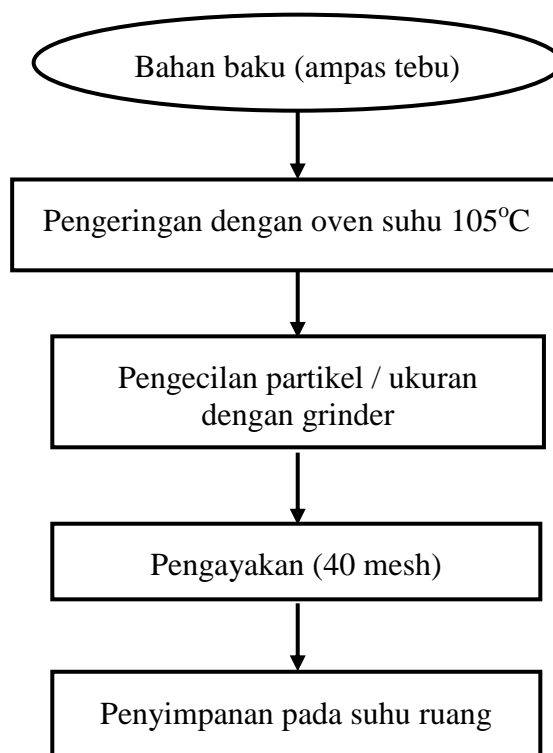 Bahan baku (ampas tebu)
Pengeringan dengan oven suhu 105°C
Pengecilan partikel / ukuran
dengan grinder
Pengayakan (40 mesh)
Penyimpanan pada suhu ruang